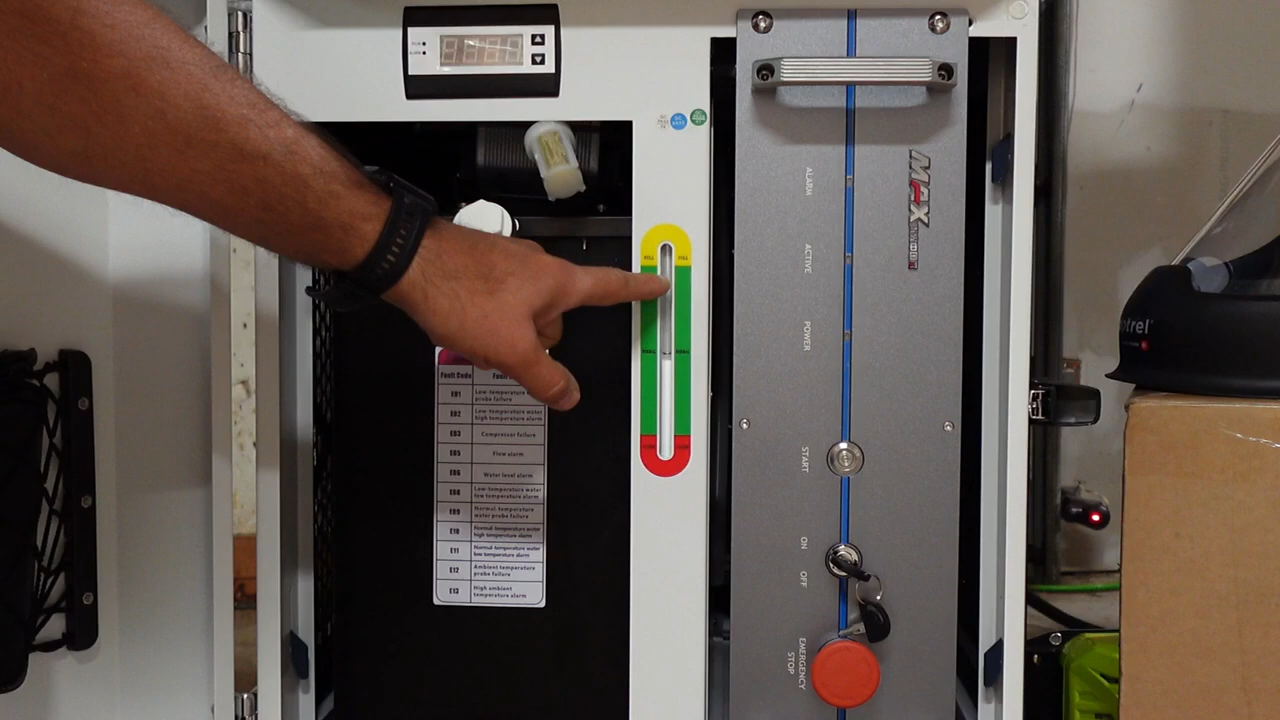 MAX
ALARM
ACTIVE
POWER
START
ON
OFF
EMERGENCY
STOP
Fault Code
E01
Low-temperature
probe failure
E02
Low-temperature water
high temperature alarm
E03
Compressor failure
E05
Flow alarm
E06
Water level alarm
E08
Low-temperature water
low temperature alarm
E09
Normal-temperature
water probe failure
E10
Normal-temperature water
high temperature alarm
E11
Normal-temperature water
low temperature alarm
E12
Ambient temperature
probe failure
E13
High ambient
temperature alarm